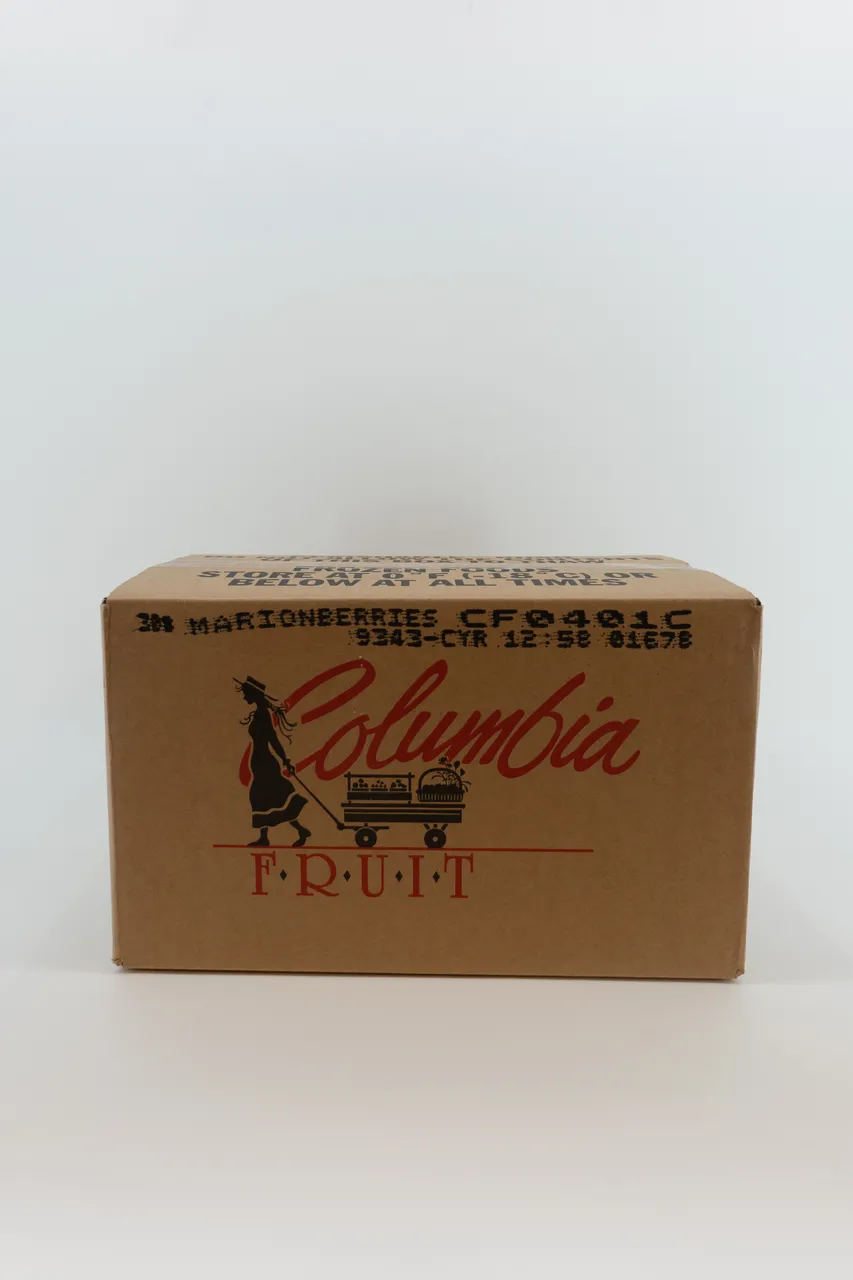 FROZEN FOODS
STORE AT 0°F (-18°C) OR
BELOW AT ALL TIMES
MARIONBERRIES CF0401C
9343-CYR 12:58 01678
Columbia
F·R·U·I·T